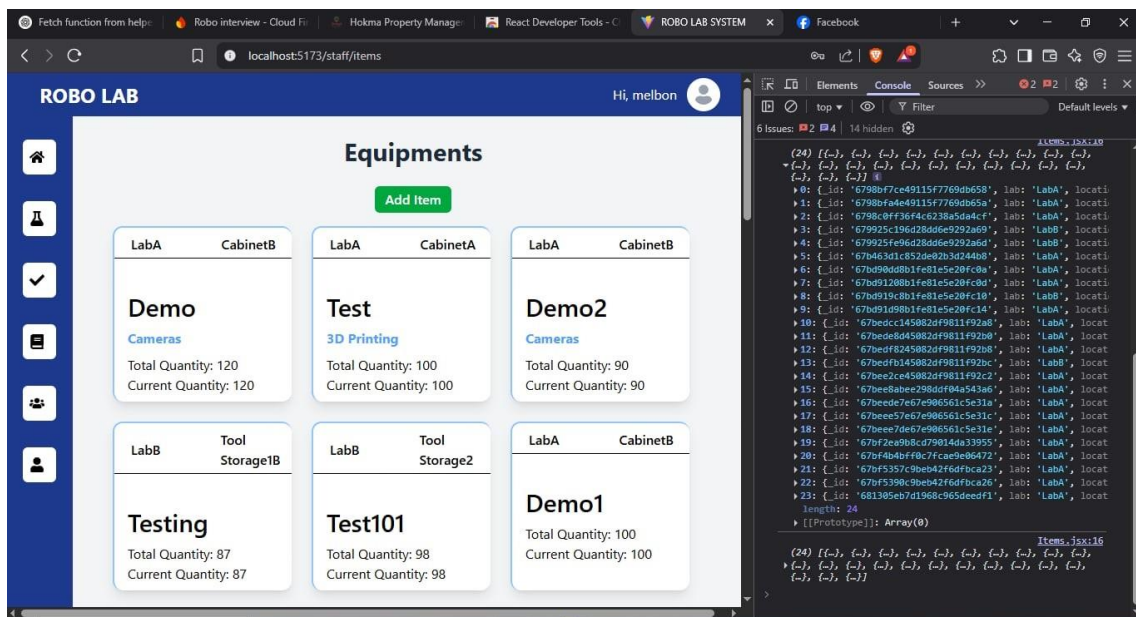 Fetch function from helpe
Robo interview - Cloud Fi
Hokma Property Manage
React Developer Tools - C
ROBO LAB SYSTEM
Facebook
localhost:5173/staff/items
ROBO LAB
Hi, melbon
Equipments
Add Item
LabA CabinetB
Demo
Cameras
Total Quantity: 120
Current Quantity: 120
LabA CabinetA
Test
3D Printing
Total Quantity: 100
Current Quantity: 100
LabA CabinetB
Demo2
Cameras
Total Quantity: 90
Current Quantity: 90
LabB Tool
Storage1B
Testing
Total Quantity: 87
Current Quantity: 87
LabB Tool
Storage2
Test101
Total Quantity: 98
Current Quantity: 98
LabA CabinetB
Demo1
Total Quantity: 100
Current Quantity: 100
Elements Console Sources 2 2
top Filter Default levels
6 Issues: 2 4 14 hidden
Items.jsx:16
(24) [{…}, {…}, {…}, {…}, {…}, {…}, {…}, {…}, {…},
{…}, {…}, {…}, {…}, {…}, {…}, {…}, {…}, {…}, {…},
{…}, {…}, {…}]
0: {_id: '6798bf7ce49115f7769db658', lab: 'LabA', locati
1: {_id: '6798bfa4e49115f7769db65a', lab: 'LabA', locati
2: {_id: '6798c0ff36f4c6238a5da4cf', lab: 'LabA', locati
3: {_id: '679925c196d28dd6e9292a69', lab: 'LabB', locati
4: {_id: '679925fe96d28dd6e9292a6d', lab: 'LabB', locati
5: {_id: '67b463d1c852de02b3d244b8', lab: 'LabA', locati
6: {_id: '67bd90dd8b1fe81e5e20fc0a', lab: 'LabA', locati
7: {_id: '67bd91208b1fe81e5e20fc0d', lab: 'LabA', locati
8: {_id: '67bd919c8b1fe81e5e20fc10', lab: 'LabB', locati
9: {_id: '67bd91d98b1fe81e5e20fc14', lab: 'LabA', locati
10: {_id: '67bedcc145082df9811f92a8', lab: 'LabA', locat
11: {_id: '67bede8d45082df9811f92b0', lab: 'LabA', locat
12: {_id: '67bedf8245082df9811f92b8', lab: 'LabA', locat
13: {_id: '67bedfb145082df9811f92bc', lab: 'LabB', locat
14: {_id: '67bee2ce45082df9811f92c2', lab: 'LabA', locat
15: {_id: '67bee8abee298ddf04a543a6', lab: 'LabA', locat
16: {_id: '67beede7e67e906561c5e31a', lab: 'LabA', locat
17: {_id: '67beee57e67e906561c5e31c', lab: 'LabA', locat
18: {_id: '67beee7de67e906561c5e31e', lab: 'LabA', locat
19: {_id: '67bf2ea9b8cd79014da33955', lab: 'LabA', locat
20: {_id: '67bf4b4bff0c7fcae9e06472', lab: 'LabA', locat
21: {_id: '67bf5357c9beb42f6dfbca23', lab: 'LabA', locat
22: {_id: '67bf5390c9beb42f6dfbca26', lab: 'LabA', locat
23: {_id: '681305eb7d1968c965deedf1', lab: 'LabA', locat
length: 24
[[Prototype]]: Array(0)
Items.jsx:16
(24) [{…}, {…}, {…}, {…}, {…}, {…}, {…}, {…}, {…},
{…}, {…}, {…}, {…}, {…}, {…}, {…}, {…}, {…}, {…},
{…}, {…}, {…}]